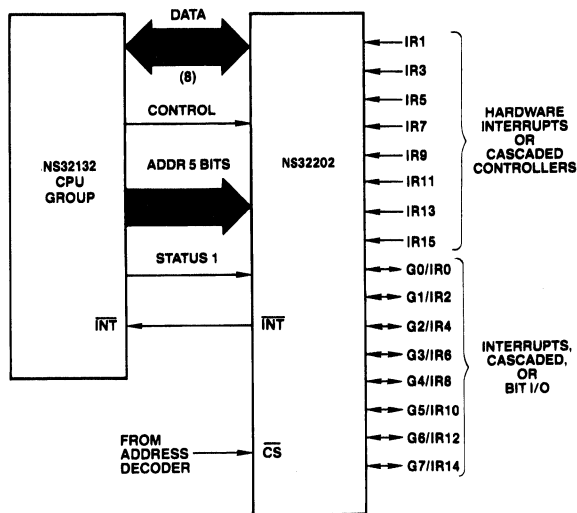 DATA
(8)
CONTROL
ADDR 5 BITS
STATUS 1
NS32132
CPU
GROUP
INT
NS32202
INT
CS
FROM
ADDRESS
DECODER
IR1
IR3
IR5
IR7
IR9
IR11
IR13
IR15
G0/IR0
G1/IR2
G2/IR4
G3/IR6
G4/IR8
G5/IR10
G6/IR12
G7/IR14
HARDWARE
INTERRUPTS
OR
CASCADED
CONTROLLERS
INTERRUPTS,
CASCADED,
OR
BIT I/O